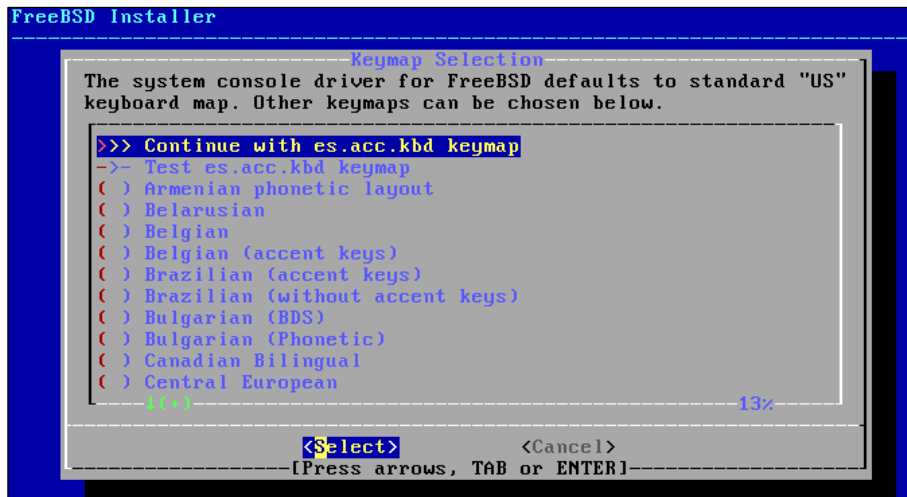 FreeBSD Installer
Keymap Selection
The system console driver for FreeBSD defaults to standard "US"
keyboard map. Other keymaps can be chosen below.
>>> Continue with es.acc.kbd keymap
->- Test es.acc.kbd keymap
( ) Armenian phonetic layout
( ) Belarusian
( ) Belgian
( ) Belgian (accent keys)
( ) Brazilian (accent keys)
( ) Brazilian (without accent keys)
( ) Bulgarian (BDS)
( ) Bulgarian (Phonetic)
( ) Canadian Bilingual
( ) Central European
↓(+) 13%
<Select> <Cancel>
[Press arrows, TAB or ENTER]